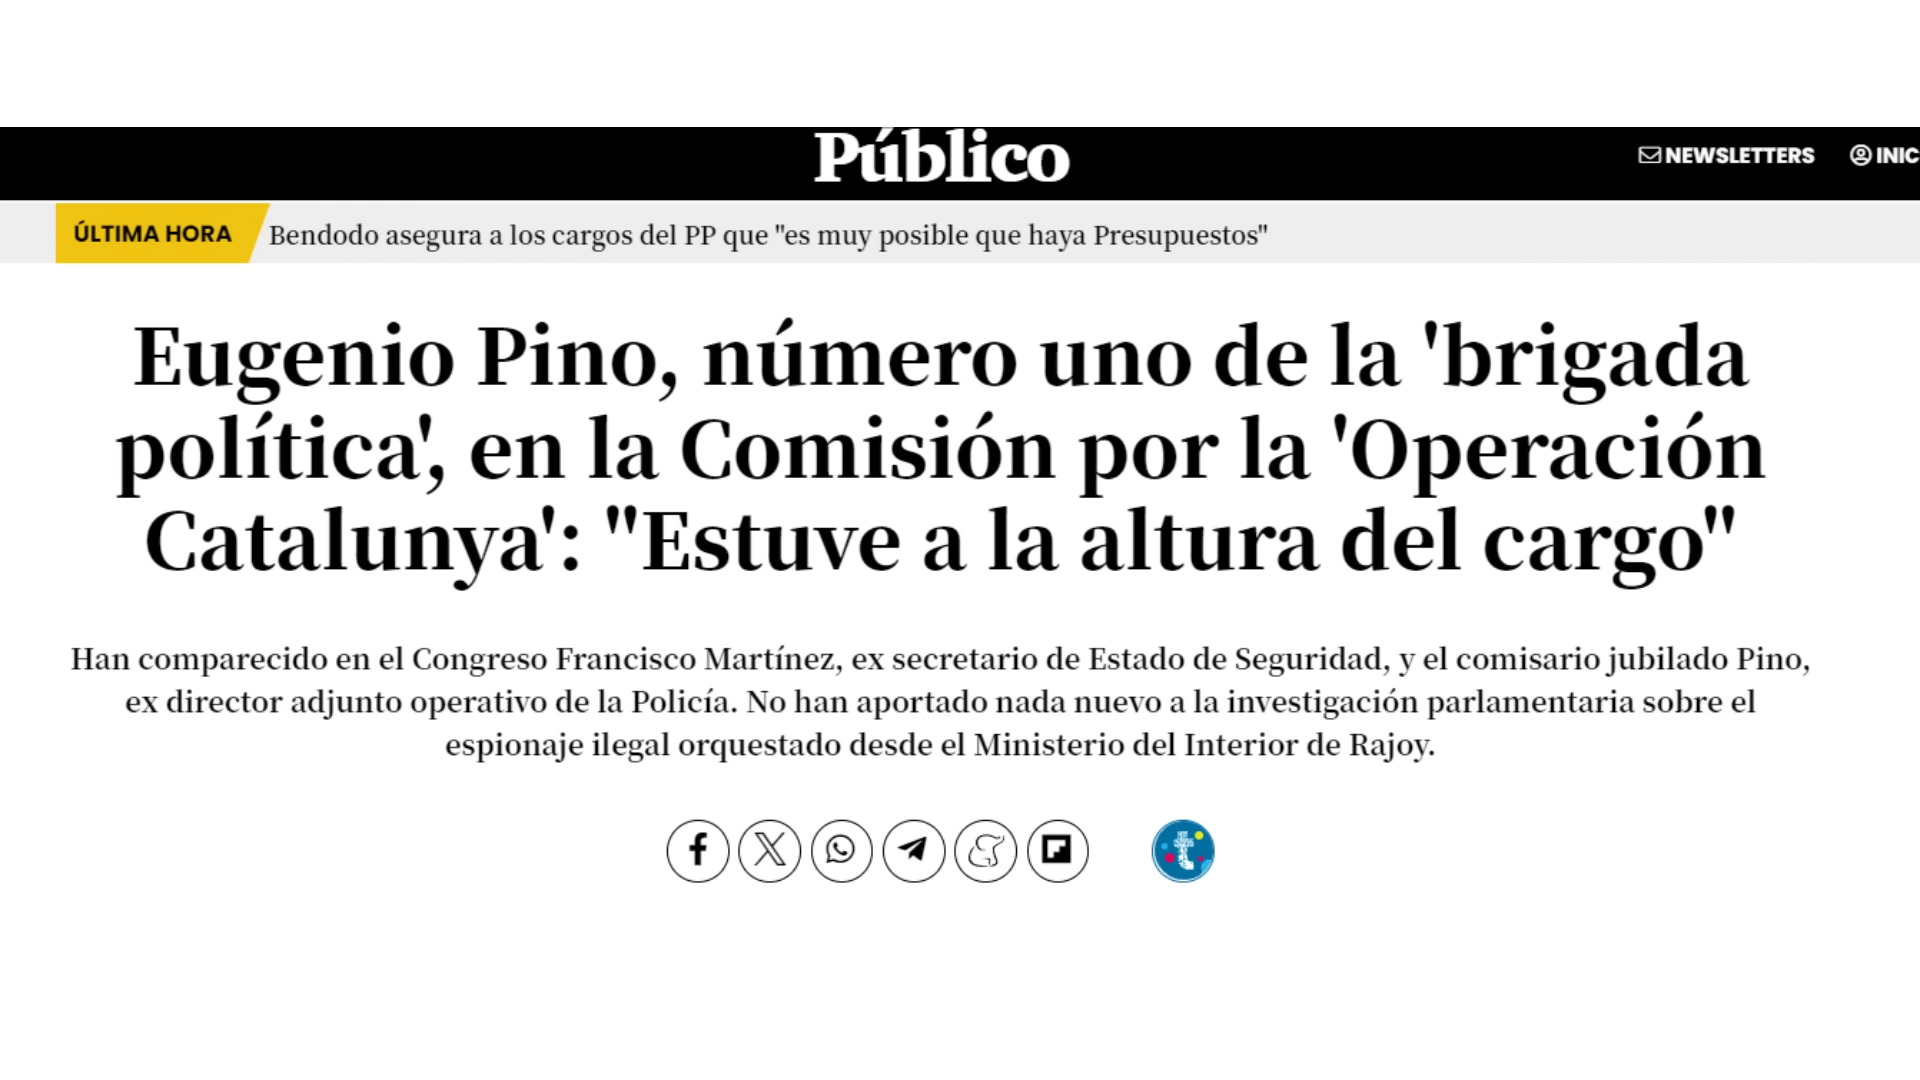 Público
NEWSLETTERS
INIC
ÚLTIMA HORA
Bendodo asegura a los cargos del PP que "es muy posible que haya Presupuestos"
Eugenio Pino, número uno de la 'brigada
política', en la Comisión por la 'Operación
Catalunya': "Estuve a la altura del cargo"
Han comparecido en el Congreso Francisco Martínez, ex secretario de Estado de Seguridad, y el comisario jubilado Pino,
ex director adjunto operativo de la Policía. No han aportado nada nuevo a la investigación parlamentaria sobre el
espionaje ilegal orquestado desde el Ministerio del Interior de Rajoy.